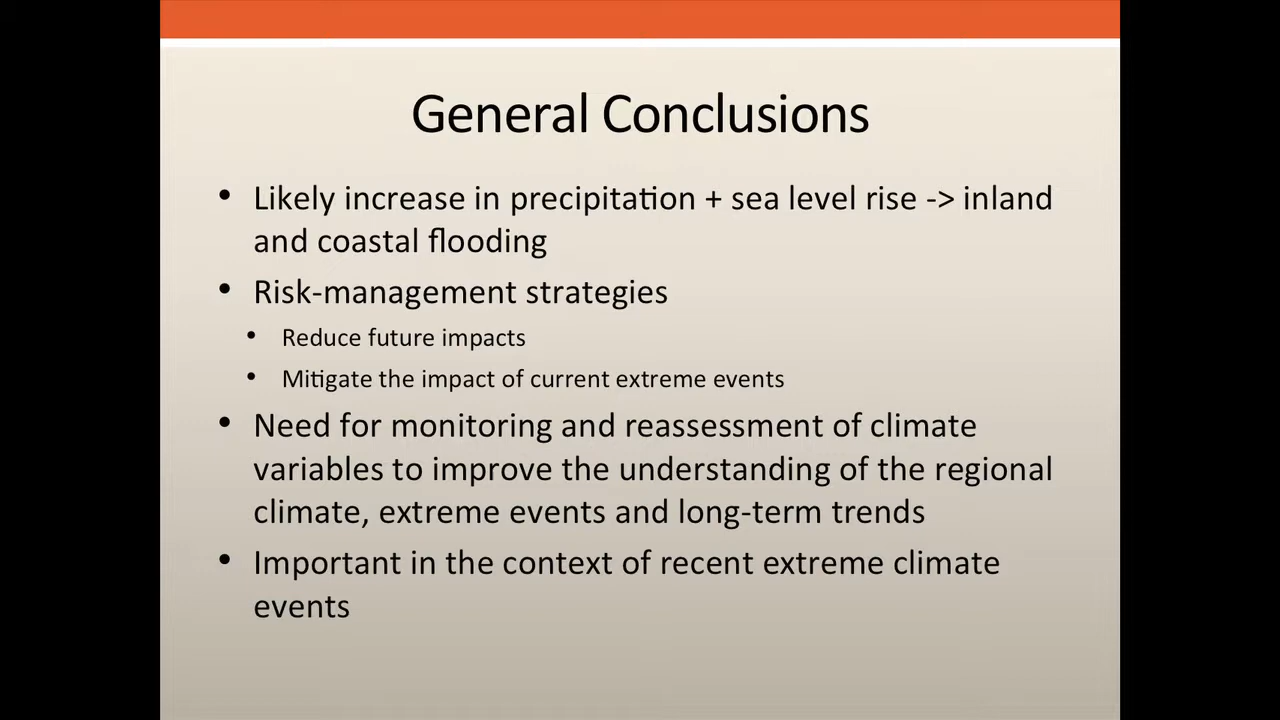 General Conclusions
• Likely increase in precipitation + sea level rise -> inland
and coastal flooding
• Risk-management strategies
• Reduce future impacts
• Mitigate the impact of current extreme events
• Need for monitoring and reassessment of climate
variables to improve the understanding of the regional
climate, extreme events and long-term trends
• Important in the context of recent extreme climate
events